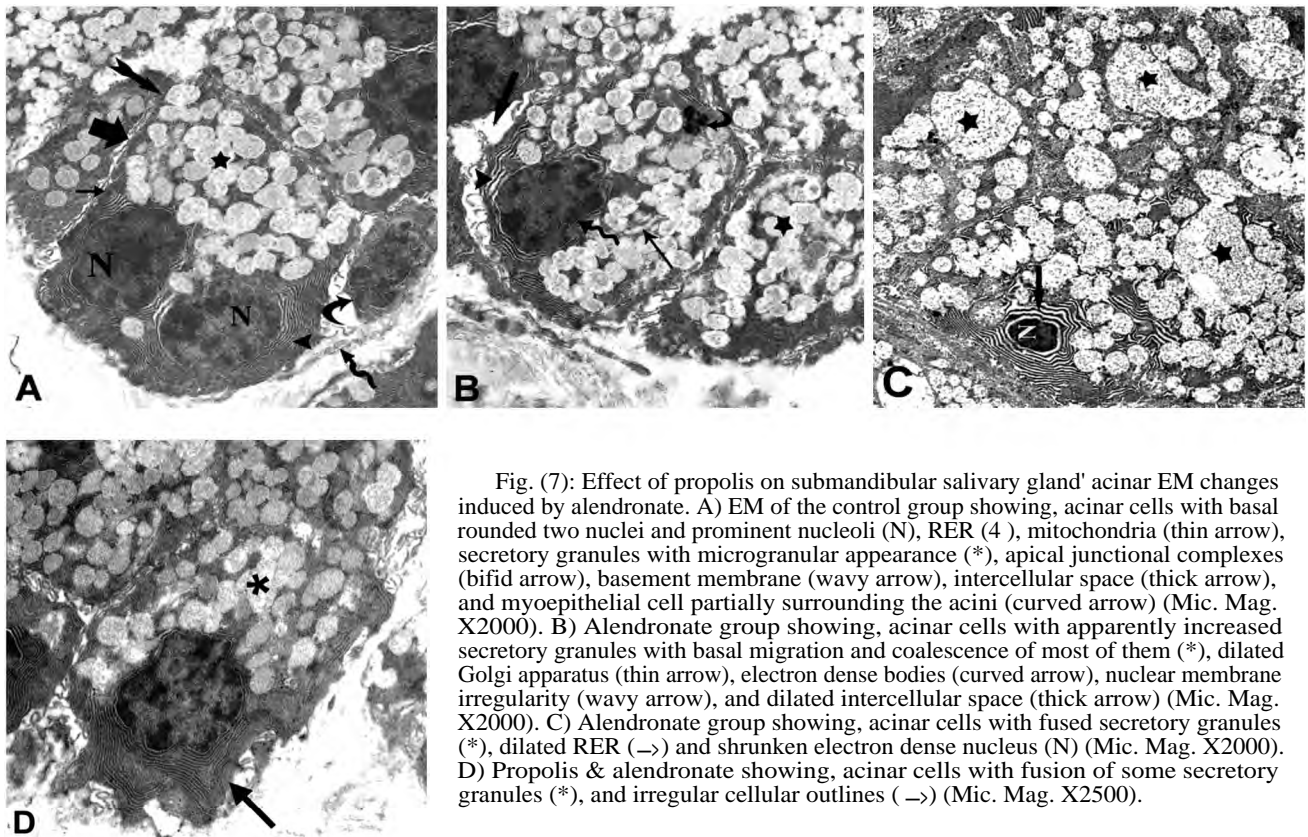 N
N
A
B
N
C
D
Fig. (7): Effect of propolis on submandibular salivary gland' acinar EM changes
induced by alendronate. A) EM of the control group showing, acinar cells with basal
rounded two nuclei and prominent nucleoli (N), RER (4 ), mitochondria (thin arrow),
secretory granules with microgranular appearance (*), apical junctional complexes
(bifid arrow), basement membrane (wavy arrow), intercellular space (thick arrow),
and myoepithelial cell partially surrounding the acini (curved arrow) (Mic. Mag.
X2000). B) Alendronate group showing, acinar cells with apparently increased
secretory granules with basal migration and coalescence of most of them (*), dilated
Golgi apparatus (thin arrow), electron dense bodies (curved arrow), nuclear membrane
irregularity (wavy arrow), and dilated intercellular space (thick arrow) (Mic. Mag.
X2000). C) Alendronate group showing, acinar cells with fused secretory granules
(*), dilated RER (–>) and shrunken electron dense nucleus (N) (Mic. Mag. X2000).
D) Propolis & alendronate showing, acinar cells with fusion of some secretory
granules (*), and irregular cellular outlines ( –>) (Mic. Mag. X2500).